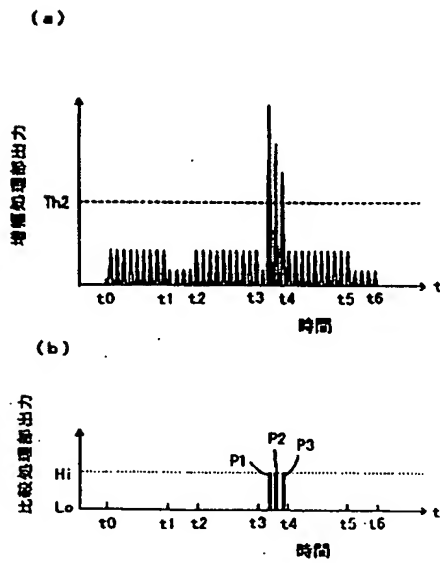 (a)
増幅処理部出力
Th2
t0 t1 t2 t3 t4 t5 t6 t
時間
(b)
比較処理部出力
P1 P2 P3
Hi
Lo
t0 t1 t2 t3 t4 t5 t6 t
時間